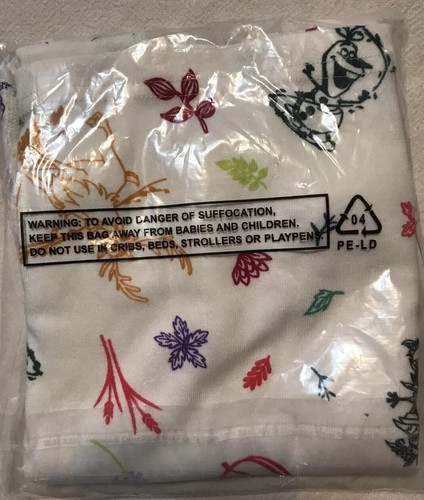 WARNING: TO AVOID DANGER OF SUFFOCATION,
KEEP THIS BAG AWAY FROM BABIES AND CHILDREN.
DO NOT USE IN CRIBS, BEDS, STROLLERS OR PLAYPENS.
04
PE-LD